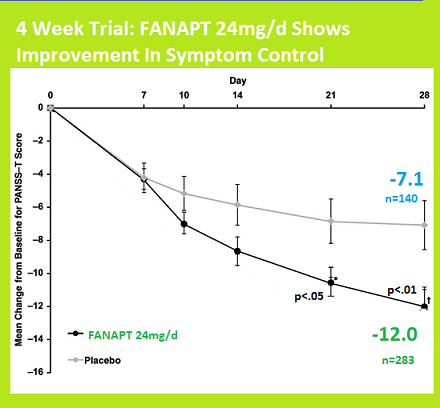 4 Week Trial: FANAPT 24mg/d Shows
Improvement In Symptom Control
Day
0 7 10 14 21 28
Mean Change from Baseline for PANSS–T Score
0
–2
–4
–6
–8
–10
–12
–14
–16
-7.1
n=140
*
p<.05
p<.01
†
-12.0
n=283
FANAPT 24mg/d
Placebo